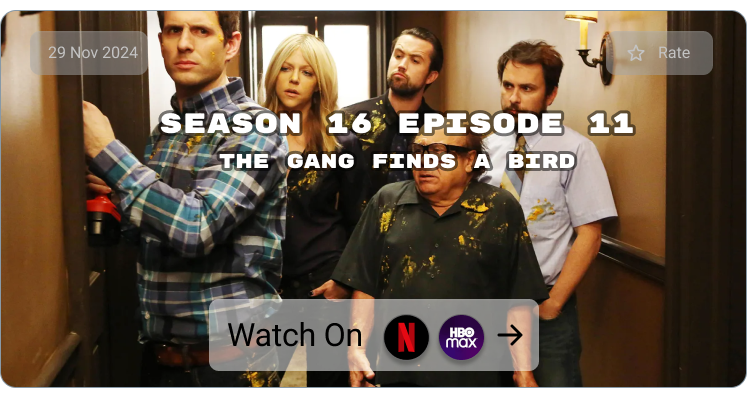 29 Nov 2024
Rate
SEASON 16 EPISODE 11
THE GANG FINDS A BIRD
Watch On N HBO max